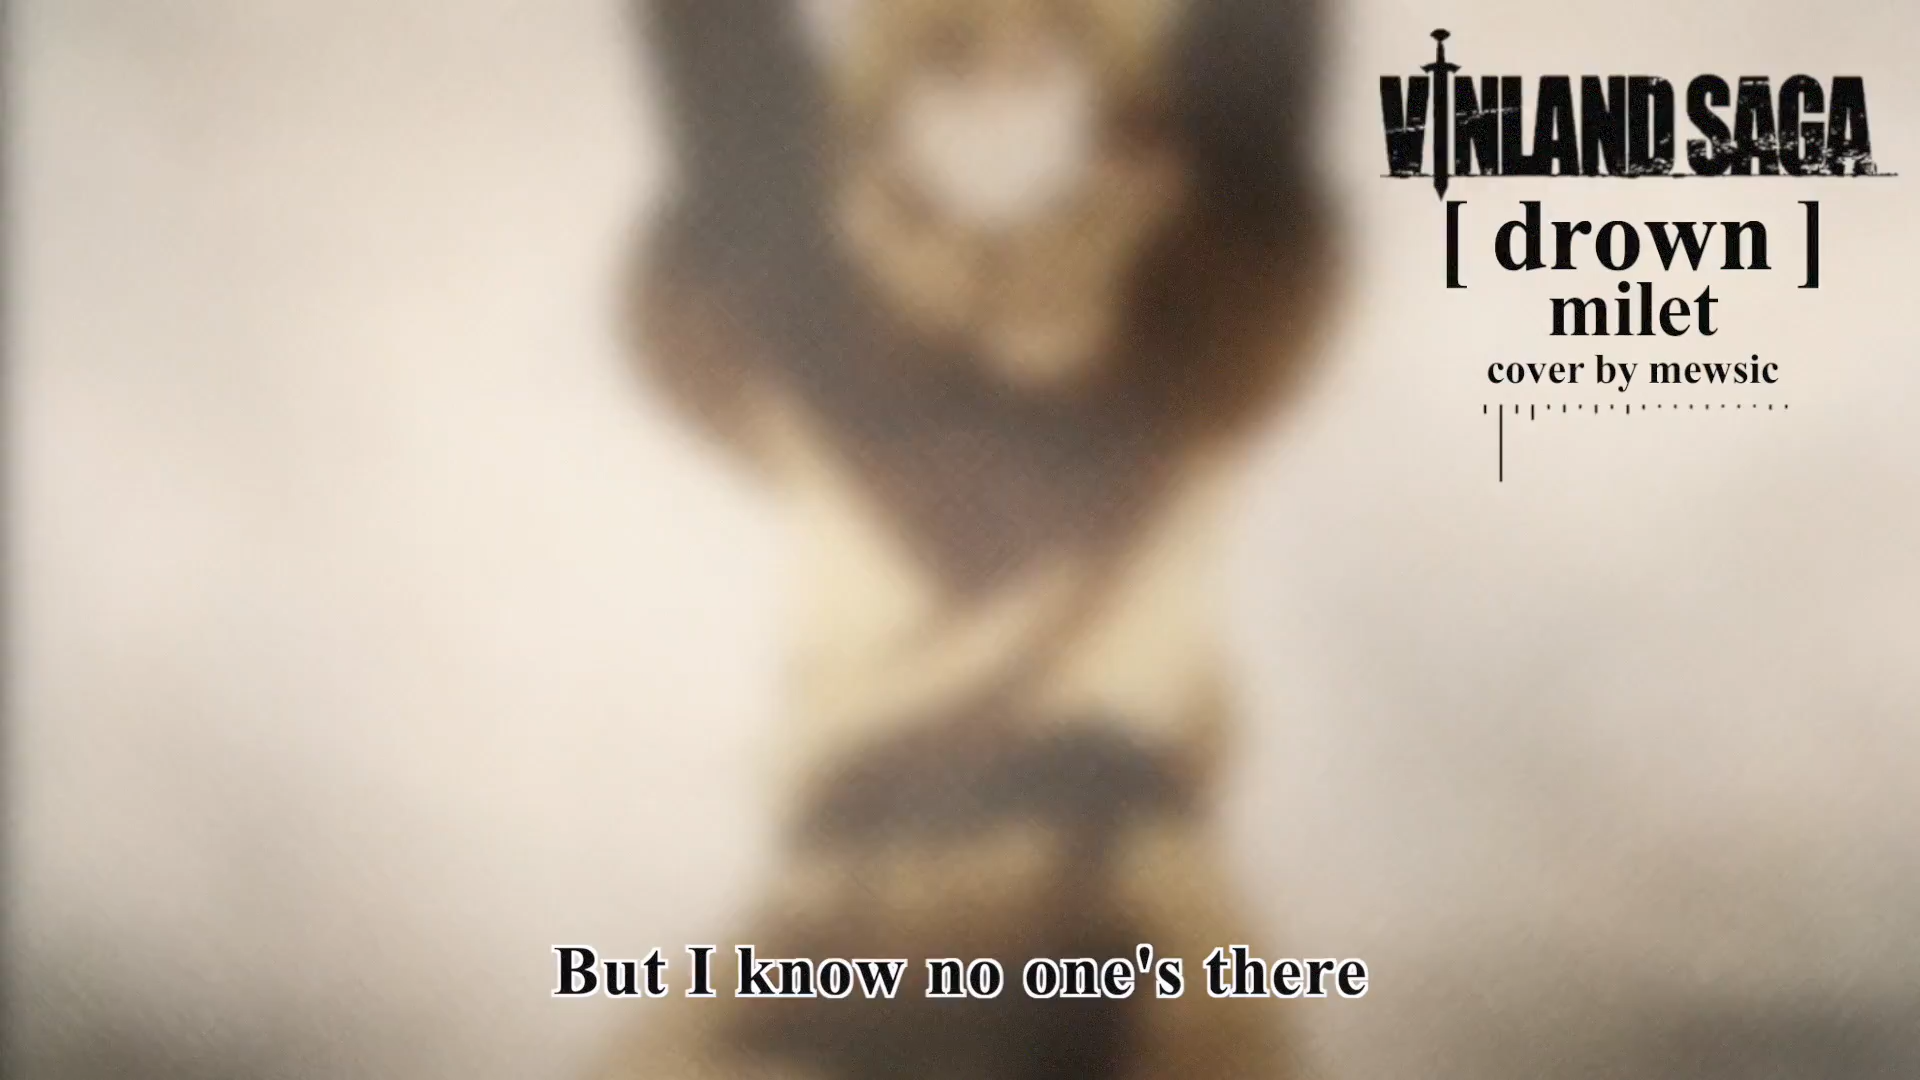 VINLAND SAGA
[ drown ]
milet
cover by mewsic
But I know no one's there